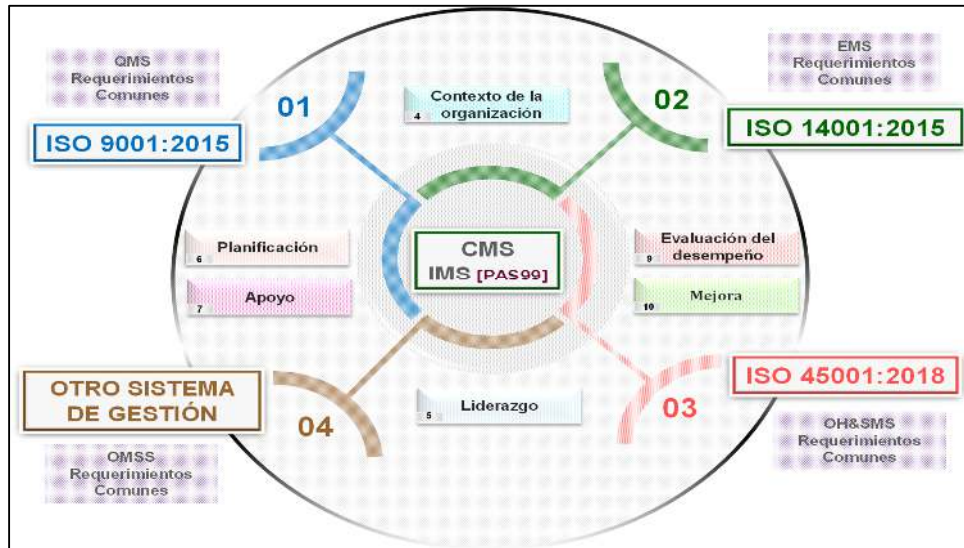 QMS
Requerimientos
Comunes
01
ISO 9001:2015
4
Contexto de la
organización
EMS
Requerimientos
Comunes
02
ISO 14001:2015
6
Planificación
7
Apoyo
CMS
IMS [PAS99]
9
Evaluación del
desempeño
10
Mejora
OTRO SISTEMA
DE GESTIÓN
04
OMSS
Requerimientos
Comunes
5
Liderazgo
ISO 45001:2018
03
OH&SMS
Requerimientos
Comunes